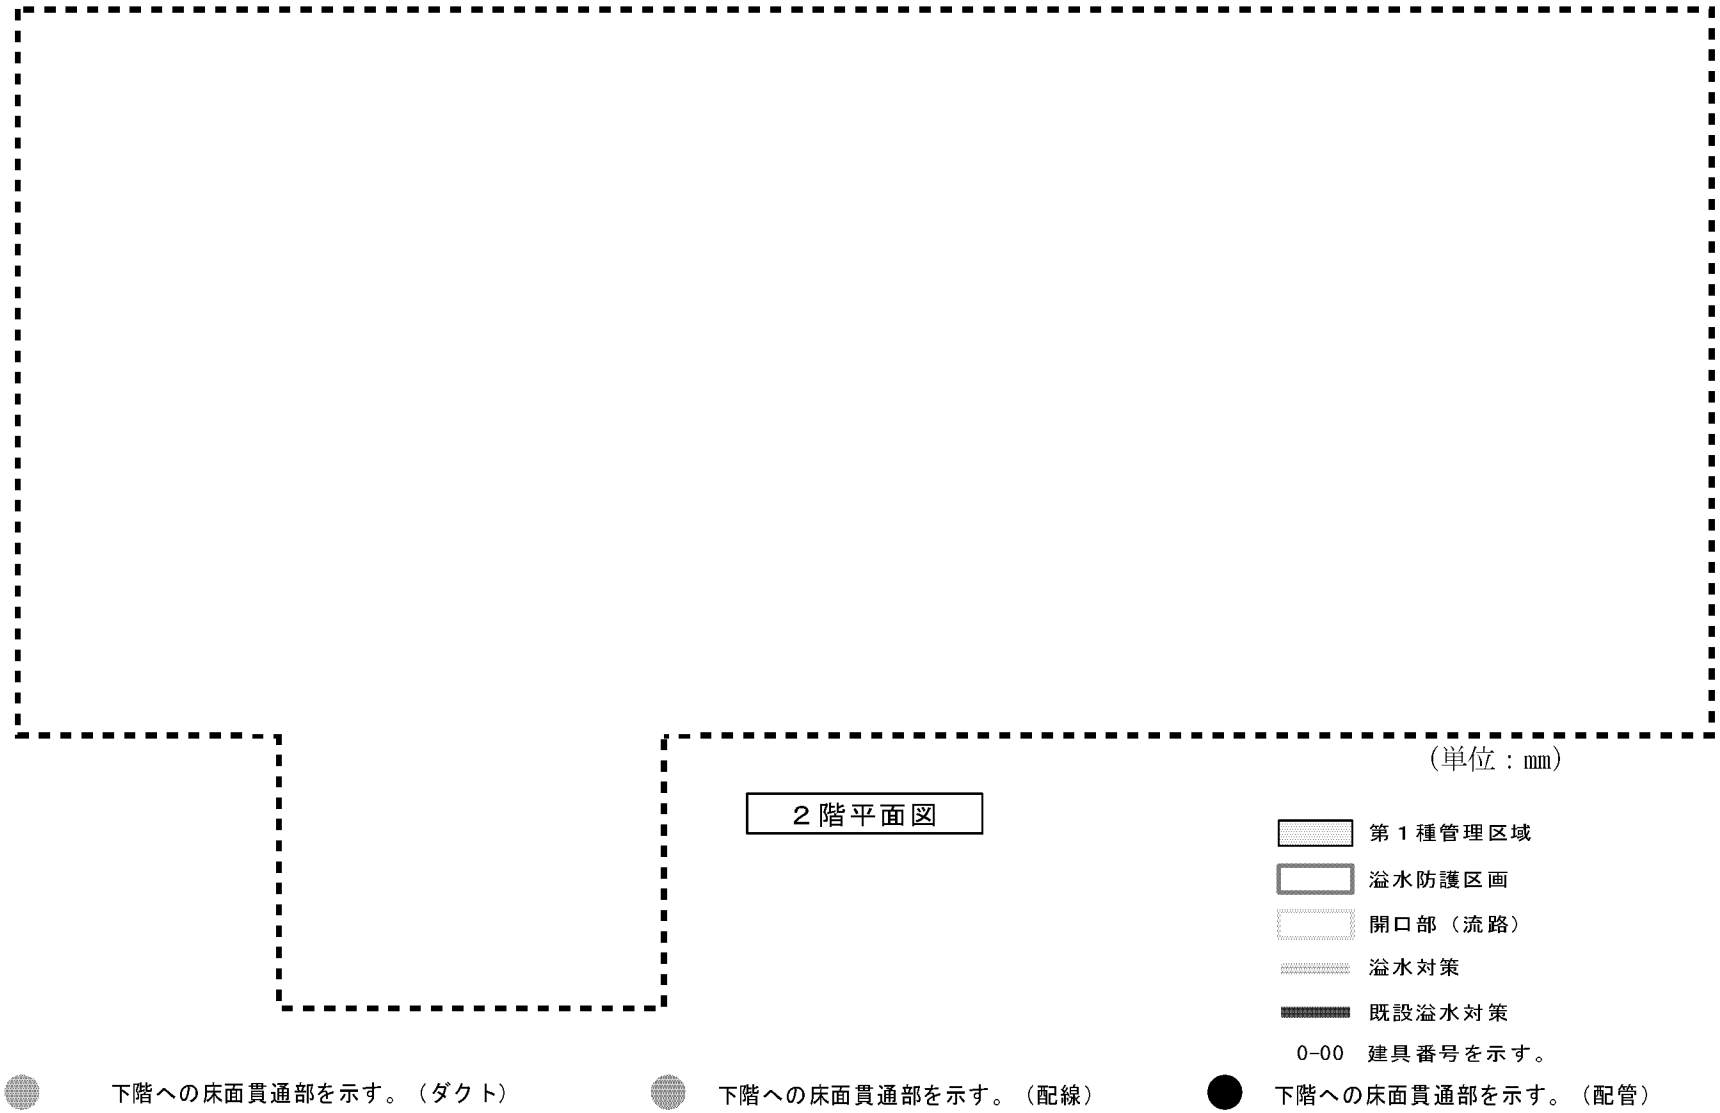 (単位：㎜)
２階平面図
第１種管理区域
溢水防護区画
開口部（流路）
溢水対策
既設溢水対策
0-00 建具番号を示す。
下階への床面貫通部を示す。（ダクト）
下階への床面貫通部を示す。（配線）
下階への床面貫通部を示す。（配管）